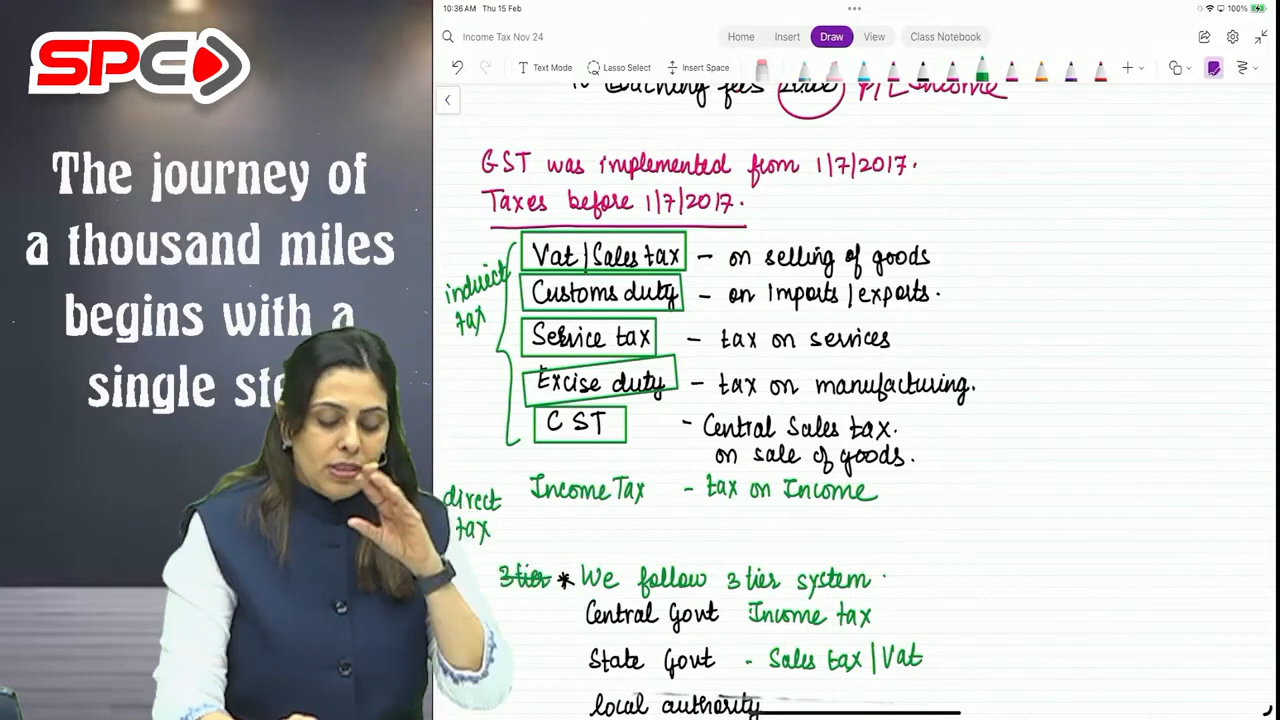 SPED
The journey of
a thousand miles
begins with a
single
10:36 AM Thu 15 Feb
100%
Income Tax Nov 24
Home Insert Draw View Class Notebook
Text Mode Lasso Select Insert Space
teaching fees P/L Income
GST was implemented from 1/7/2017.
Taxes before 1/7/2017.
indirect tax
Vat/Sales tax - on selling of goods
Customs duty - on Imports/exports.
Service tax - tax on services
Excise duty - tax on manufacturing.
CST - Central Sales tax.
on sale of goods.
direct tax
Income Tax - tax on Income
3 tier * We follow 3 tier system.
Central Govt Income tax
State Govt - Sales tax/Vat
local authority